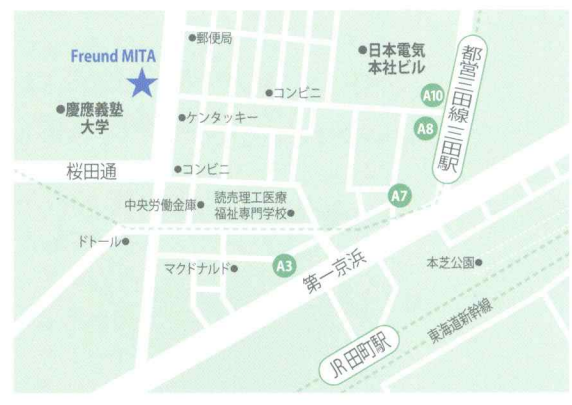 郵便局
Freund MITA
日本電気
本社ビル
都営三田線 三田駅
コンビニ
A10
慶應義塾
大学
ケンタッキー
A8
桜田通
コンビニ
中央労働金庫
読売理工医療
福祉専門学校
A7
ドトール
マクドナルド
A3
第一京浜
本芝公園
JR田町駅
東海道新幹線